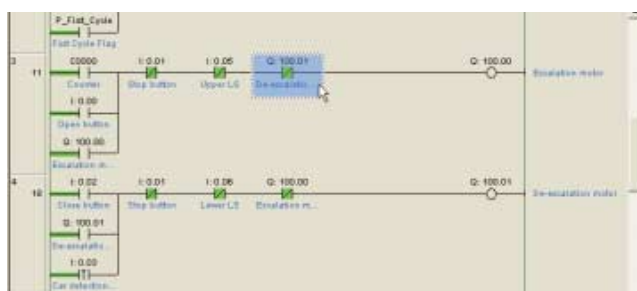 P_First_Cycle
First Cycle Flag
3
11
C0000
I: 0.01
I: 0.05
Q: 100.01
Q: 100.00
Counter
Stop button
Upper LS
De-escalatio...
Escalation motor
I: 0.00
Open button
Q: 100.00
Escalation m...
4
18
I: 0.02
I: 0.01
I: 0.06
Q: 100.00
Q: 100.01
Close button
Stop button
Lower LS
Escalation m...
De-escalation motor
Q: 100.01
De-escalatio...
I: 0.03
Car detection...